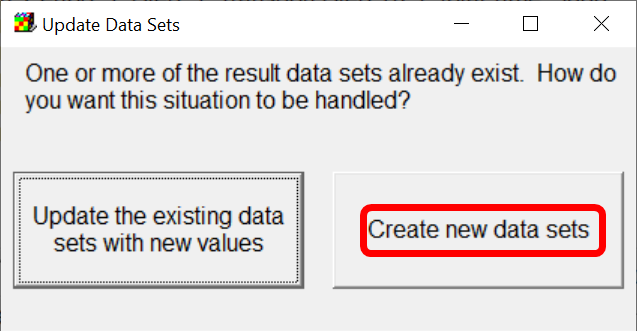 Update Data Sets
One or more of the result data sets already exist.  How do
you want this situation to be handled?
Update the existing data
sets with new values
Create new data sets